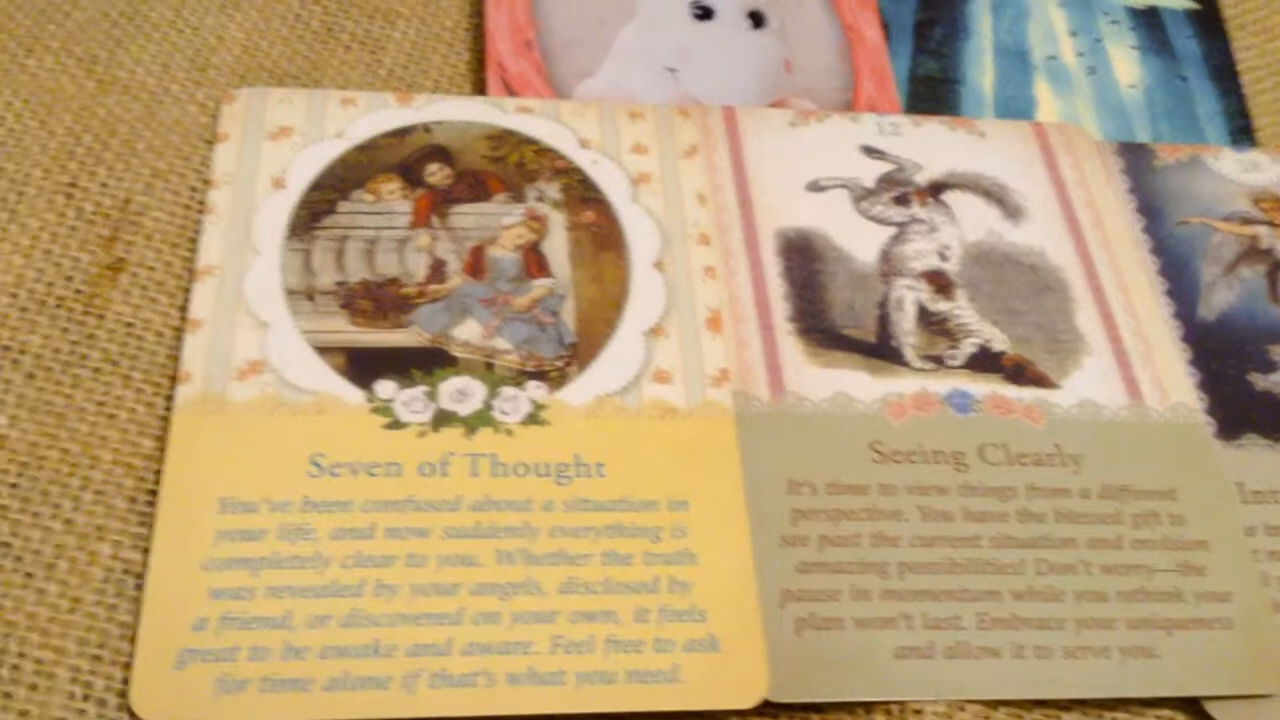 12
Seven of Thought
You've been confused about a situation in
your life, and now suddenly everything is
completely clear to you. Whether the truth
was revealed by your angels, disclosed by
a friend, or discovered on your own, it feels
great to be awake and aware. Feel free to ask
for time alone if that's what you need.
Seeing Clearly
It's time to view things from a different
perspective. You have the blessed gift to
see past the current situation and envision
amazing possibilities! Don't worry—the
pause in momentum while you rethink your
plan won't last. Embrace your uniqueness
and allow it to serve you.